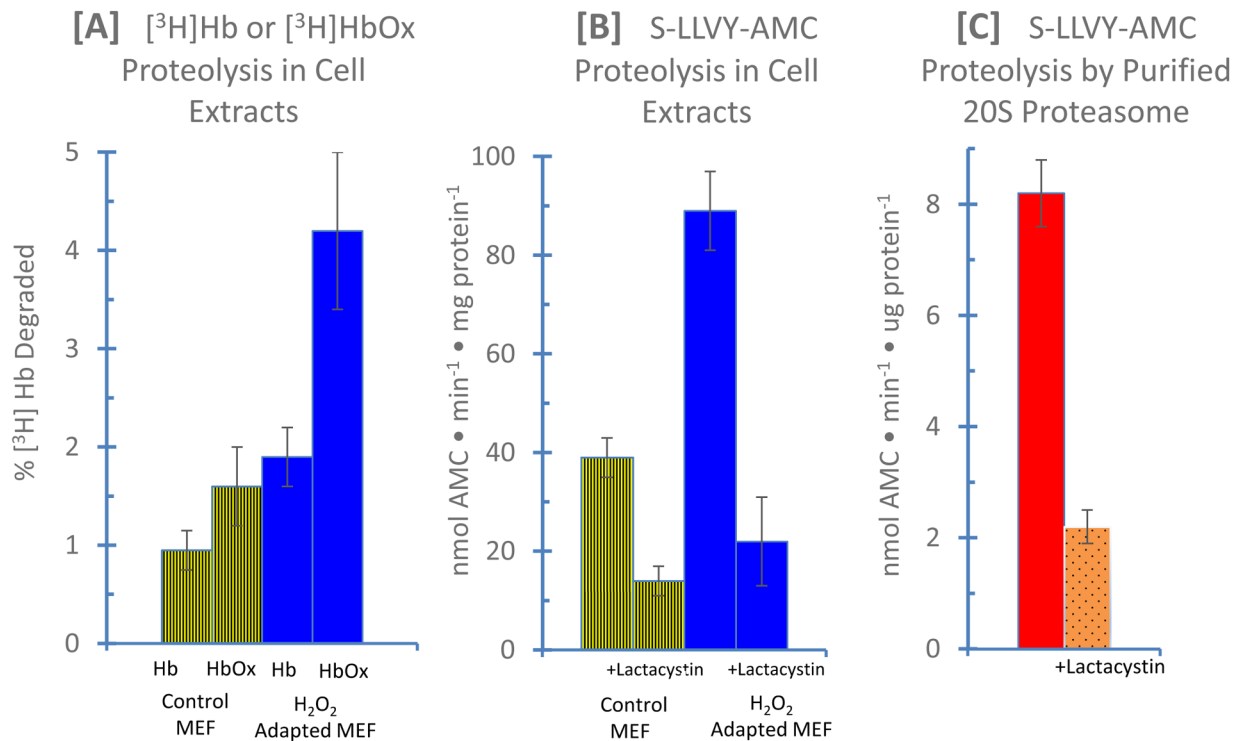 [A] [³H]Hb or [³H]HbOx
Proteolysis in Cell
Extracts
% [³H] Hb Degraded
5
4
3
2
1
0
Hb HbOx Hb HbOx
Control
MEF
H₂O₂
Adapted MEF
[B] S-LLVY-AMC
Proteolysis in Cell
Extracts
nmol AMC • min⁻¹ • mg protein⁻¹
100
80
60
40
20
0
+Lactacystin +Lactacystin
Control
MEF
H₂O₂
Adapted MEF
[C] S-LLVY-AMC
Proteolysis by Purified
20S Proteasome
nmol AMC • min⁻¹ • ug protein⁻¹
8
6
4
2
0
+Lactacystin